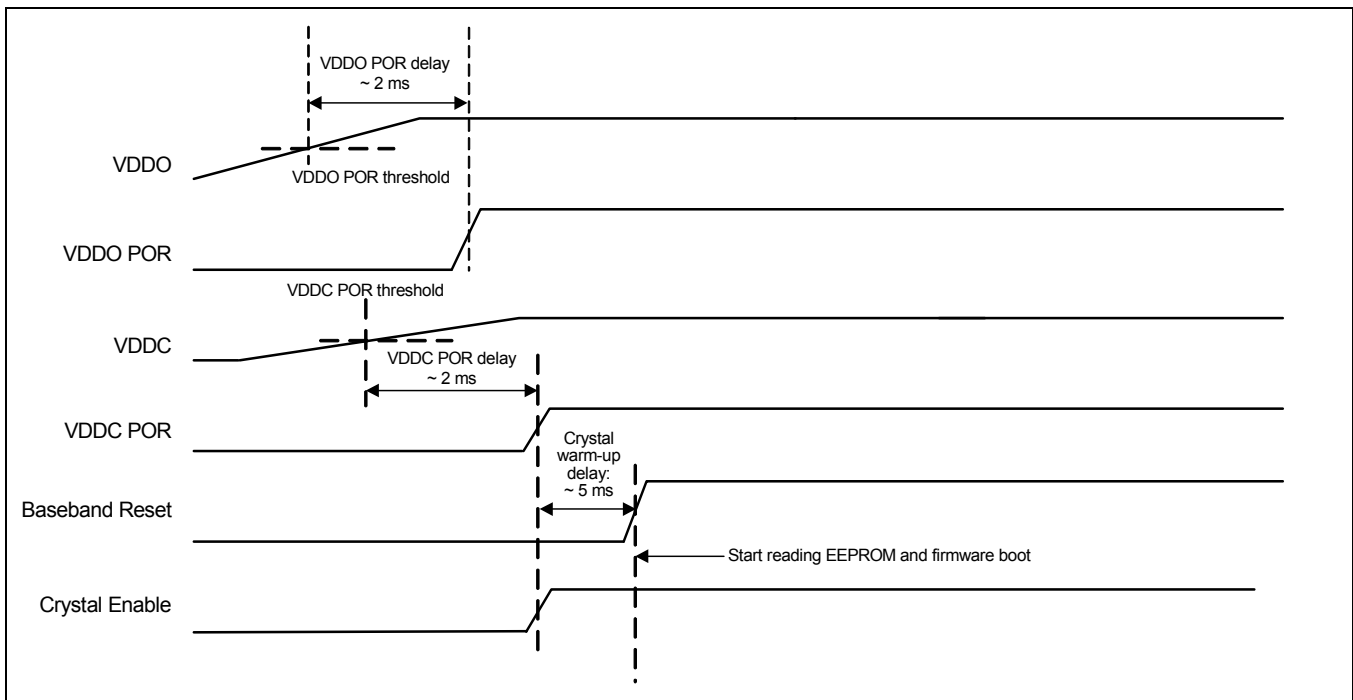 VDDO POR delay
~ 2 ms
VDDO
VDDO POR threshold
VDDO POR
VDDC POR threshold
VDDC
VDDC POR delay
~ 2 ms
VDDC POR
Crystal
warm-up
delay:
~ 5 ms
Baseband Reset
Start reading EEPROM and firmware boot
Crystal Enable